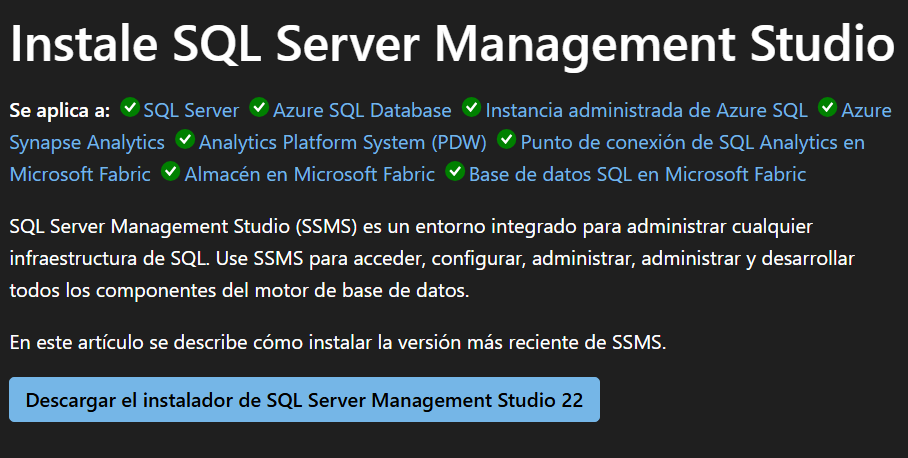 Instale SQL Server Management Studio
Se aplica a: SQL Server Azure SQL Database Instancia administrada de Azure SQL Azure
Synapse Analytics Analytics Platform System (PDW) Punto de conexión de SQL Analytics en
Microsoft Fabric Almacén en Microsoft Fabric Base de datos SQL en Microsoft Fabric
SQL Server Management Studio (SSMS) es un entorno integrado para administrar cualquier
infraestructura de SQL. Use SSMS para acceder, configurar, administrar, administrar y desarrollar
todos los componentes del motor de base de datos.
En este artículo se describe cómo instalar la versión más reciente de SSMS.
Descargar el instalador de SQL Server Management Studio 22